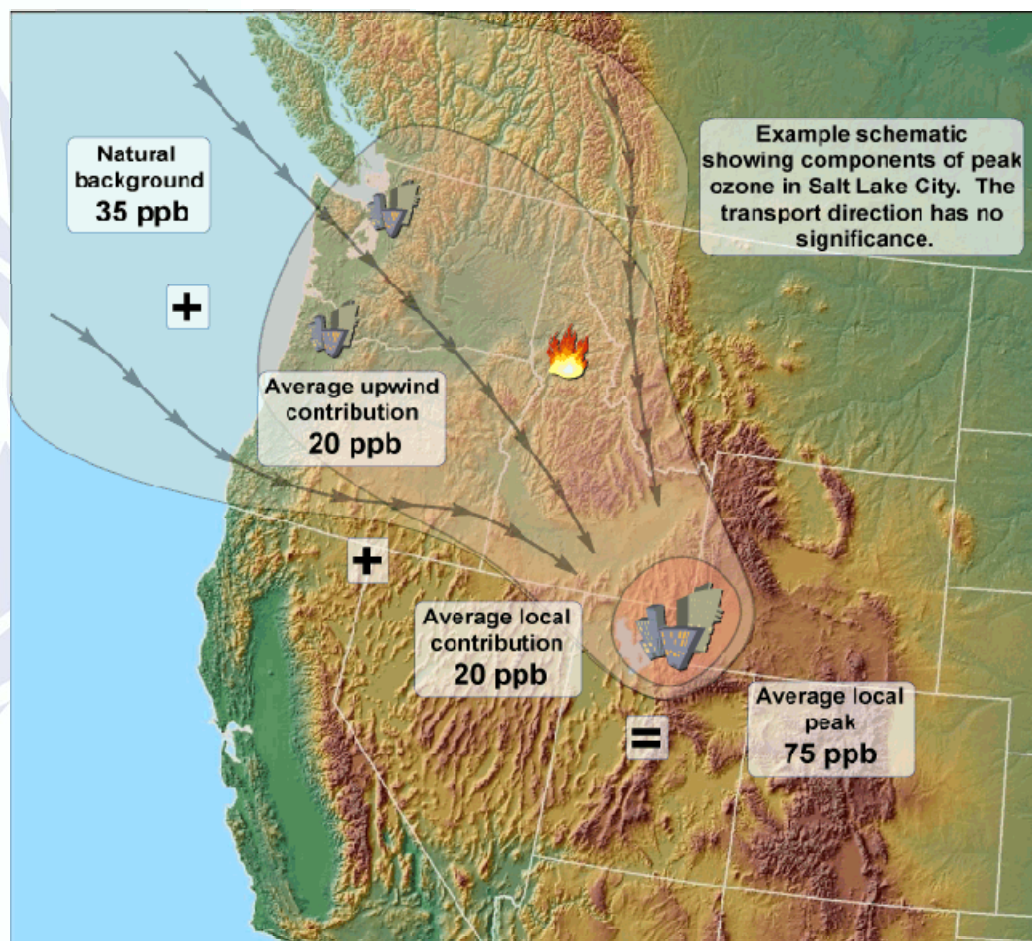 Natural
background
35 ppb
Example schematic
showing components of peak
ozone in Salt Lake City. The
transport direction has no
significance.
+
Average upwind
contribution
20 ppb
+
Average local
contribution
20 ppb
=
Average local
peak
75 ppb